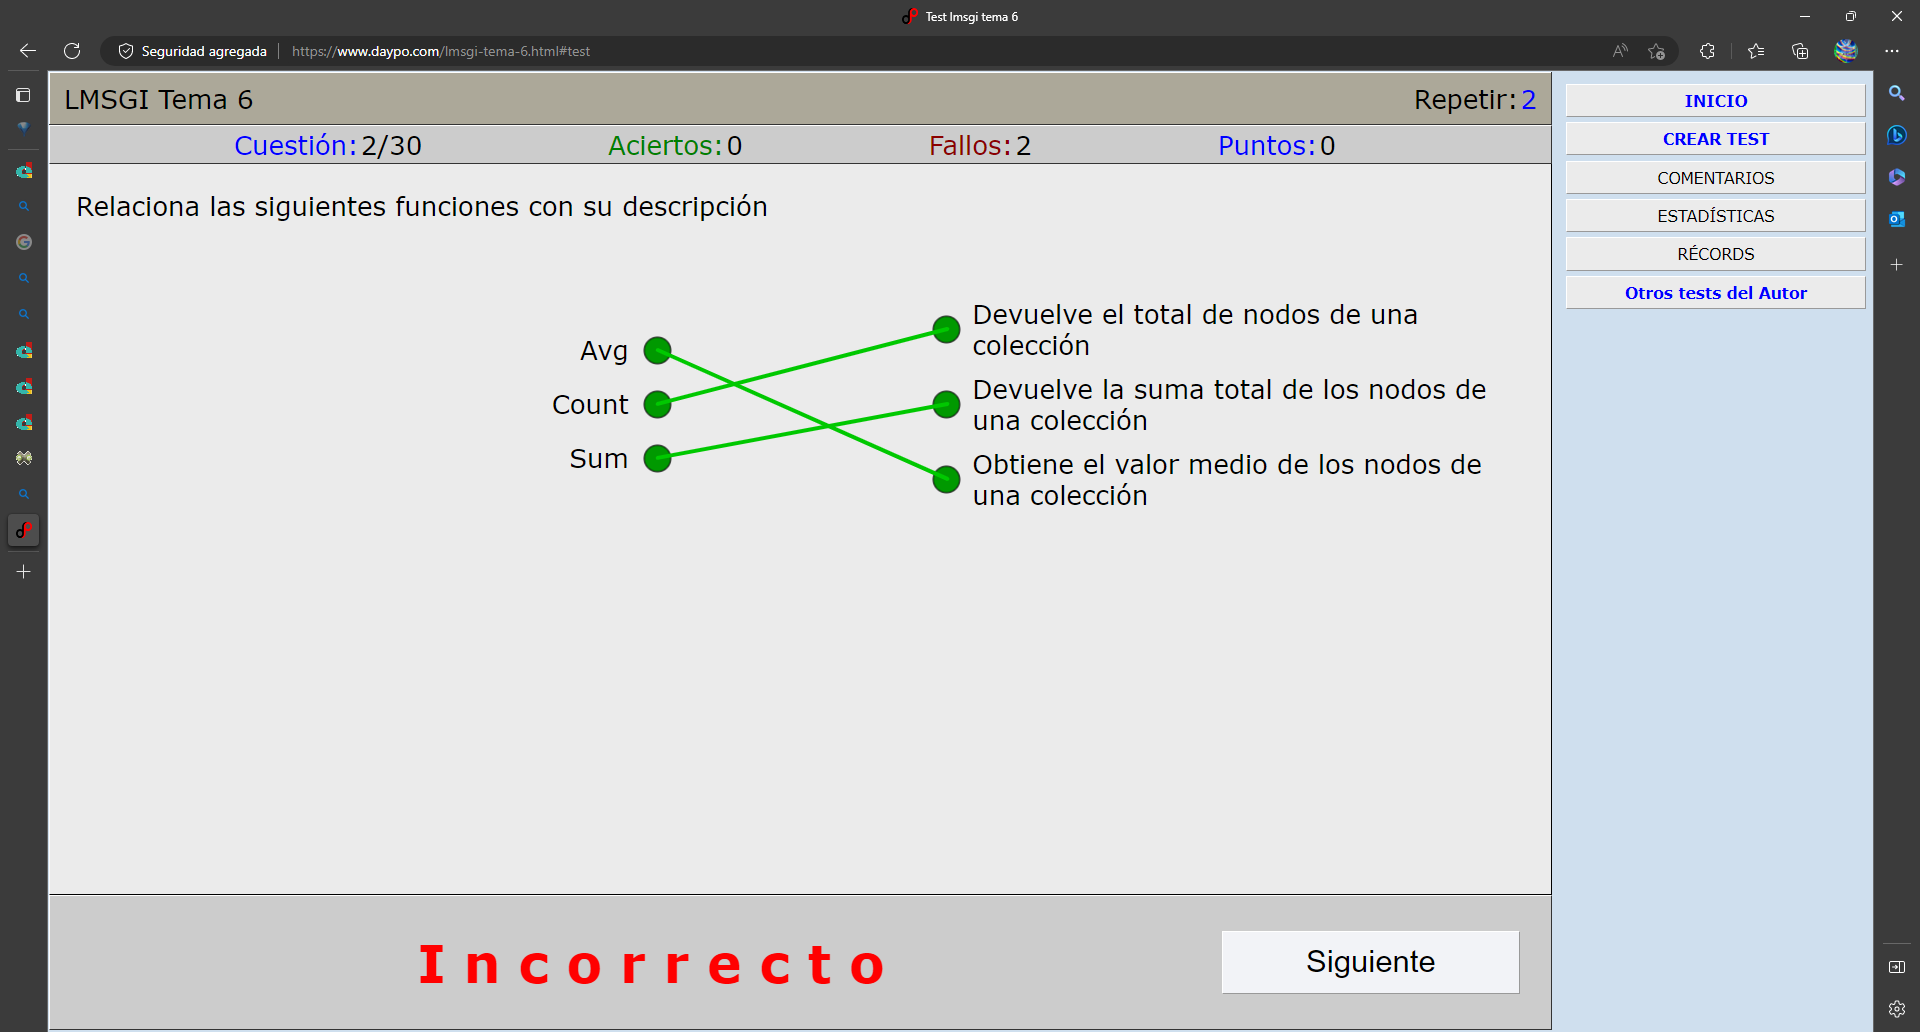 Test lmsgi tema 6
Seguridad agregada
https://www.daypo.com/lmsgi-tema-6.html#test
LMSGI Tema 6
Repetir:2
Cuestión:2/30
Aciertos:0
Fallos:2
Puntos:0
Relaciona las siguientes funciones con su descripción
Avg
Count
Sum
Devuelve el total de nodos de una
colección
Devuelve la suma total de los nodos de
una colección
Obtiene el valor medio de los nodos de
una colección
Incorrecto
Siguiente
INICIO
CREAR TEST
COMENTARIOS
ESTADÍSTICAS
RÉCORDS
Otros tests del Autor